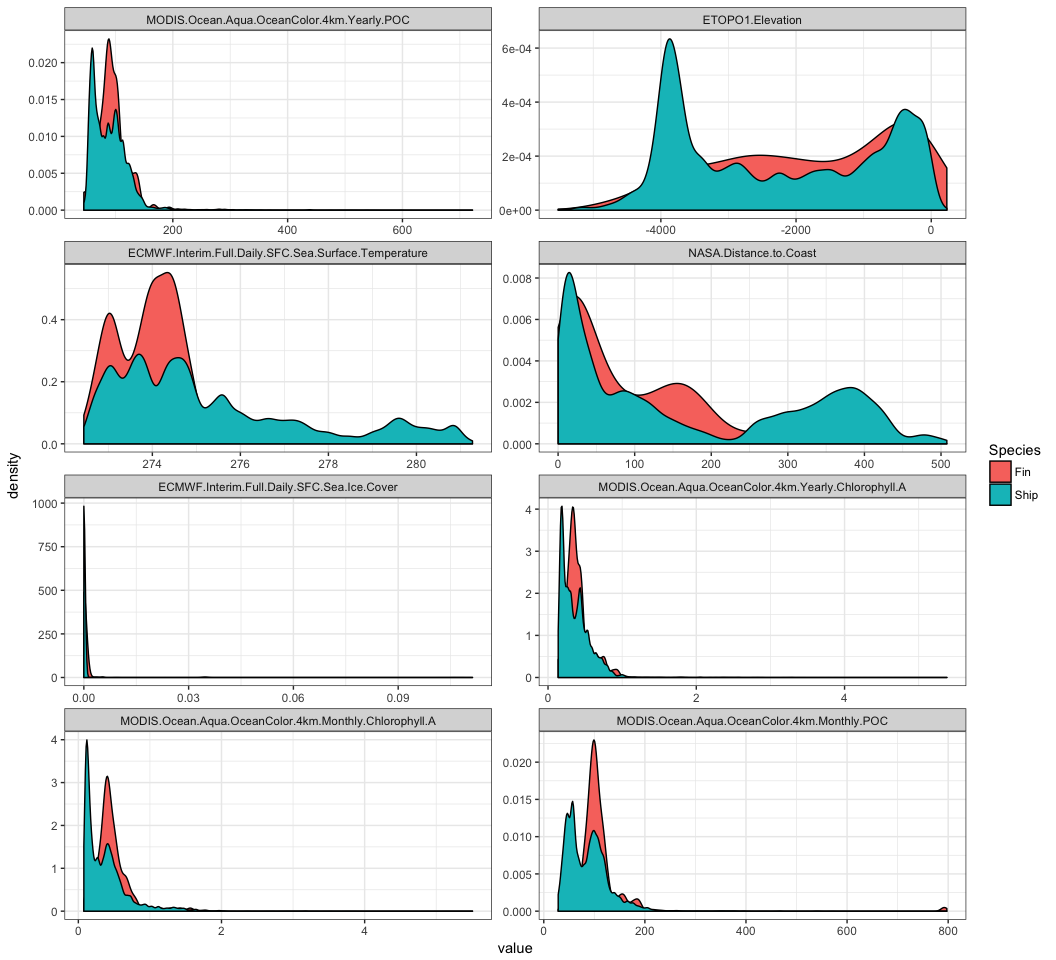 MODIS.Ocean.Aqua.OceanColor.4km.Yearly.POC
0.020
0.015
0.010
0.005
0.000
200 400 600
ETOPO1.Elevation
6e-04
4e-04
2e-04
0e+00
-4000 -2000 0
ECMWF.Interim.Full.Daily.SFC.Sea.Surface.Temperature
0.4
0.2
0.0
274 276 278 280
NASA.Distance.to.Coast
0.008
0.006
0.004
0.002
0.000
0 100 200 300 400 500
ECMWF.Interim.Full.Daily.SFC.Sea.Ice.Cover
1000
750
500
250
0
0.00 0.03 0.06 0.09
MODIS.Ocean.Aqua.OceanColor.4km.Yearly.Chlorophyll.A
4
3
2
1
0
0 2 4
MODIS.Ocean.Aqua.OceanColor.4km.Monthly.Chlorophyll.A
4
3
2
1
0
0 2 4
MODIS.Ocean.Aqua.OceanColor.4km.Monthly.POC
0.020
0.015
0.010
0.005
0.000
0 200 400 600 800
density
value
Species
Fin
Ship